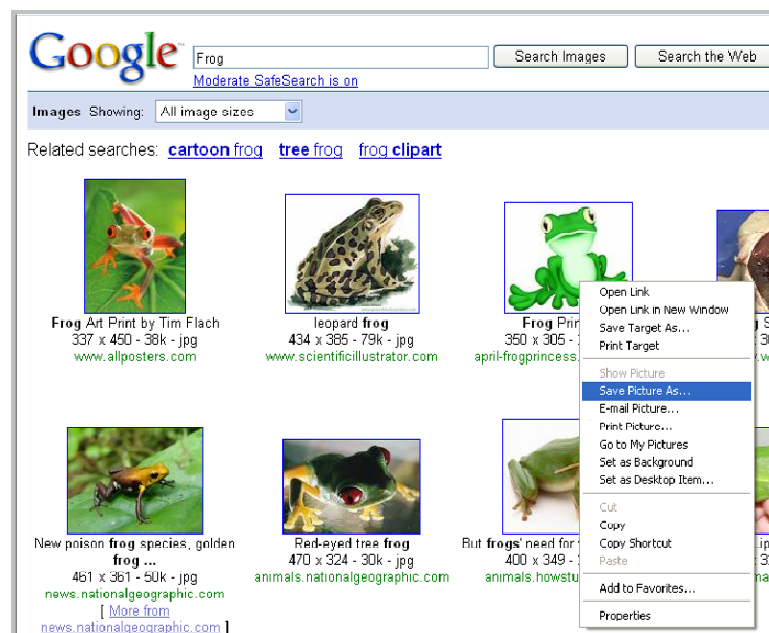 Google™
Frog
Search Images
Search the Web
Moderate SafeSearch is on
Images Showing: All image sizes
Related searches: cartoon frog tree frog frog clipart
Frog Art Print by Tim Flach
337 x 450 - 38k - jpg
www.allposters.com
leopard frog
434 x 385 - 79k - jpg
www.scientificillustrator.com
Frog Prin
350 x 305 -
april-frogprincess.
Open Link
Open Link in New Window
Save Target As...
Print Target
Show Picture
Save Picture As...
E-mail Picture...
Print Picture...
Go to My Pictures
Set as Background
Set as Desktop Item...
Cut
Copy
Copy Shortcut
Paste
Add to Favorites...
Properties
New poison frog species, golden
frog ...
461 x 361 - 50k - jpg
news.nationalgeographic.com
[ More from
news.nationalgeographic.com ]
Red-eyed tree frog
470 x 324 - 30k - jpg
animals.nationalgeographic.com
But frogs' need for
400 x 349 -
animals.howstu